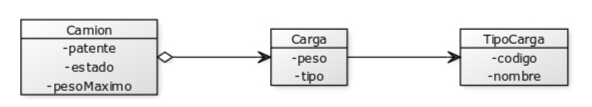 Camion
-patente
-estado
-pesoMaximo
Carga
-peso
-tipo
TipoCarga
-codigo
-nombre